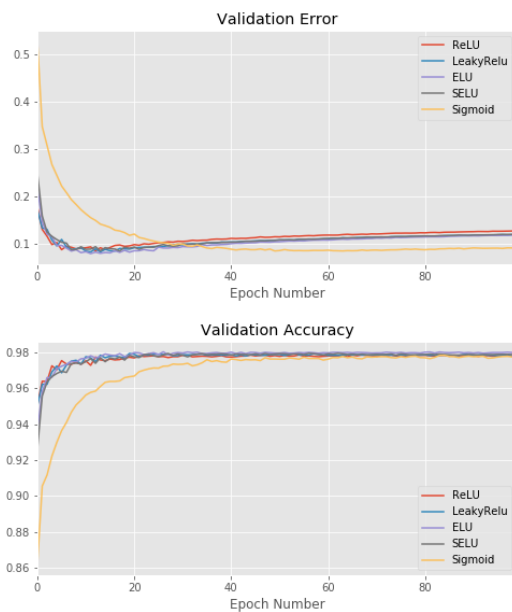 Validation Error
0.5
0.4
0.3
0.2
0.1
ReLU
LeakyRelu
ELU
SELU
Sigmoid
0 20 40 60 80
Epoch Number
Validation Accuracy
0.98
0.96
0.94
0.92
0.90
0.88
0.86
ReLU
LeakyRelu
ELU
SELU
Sigmoid
0 20 40 60 80
Epoch Number